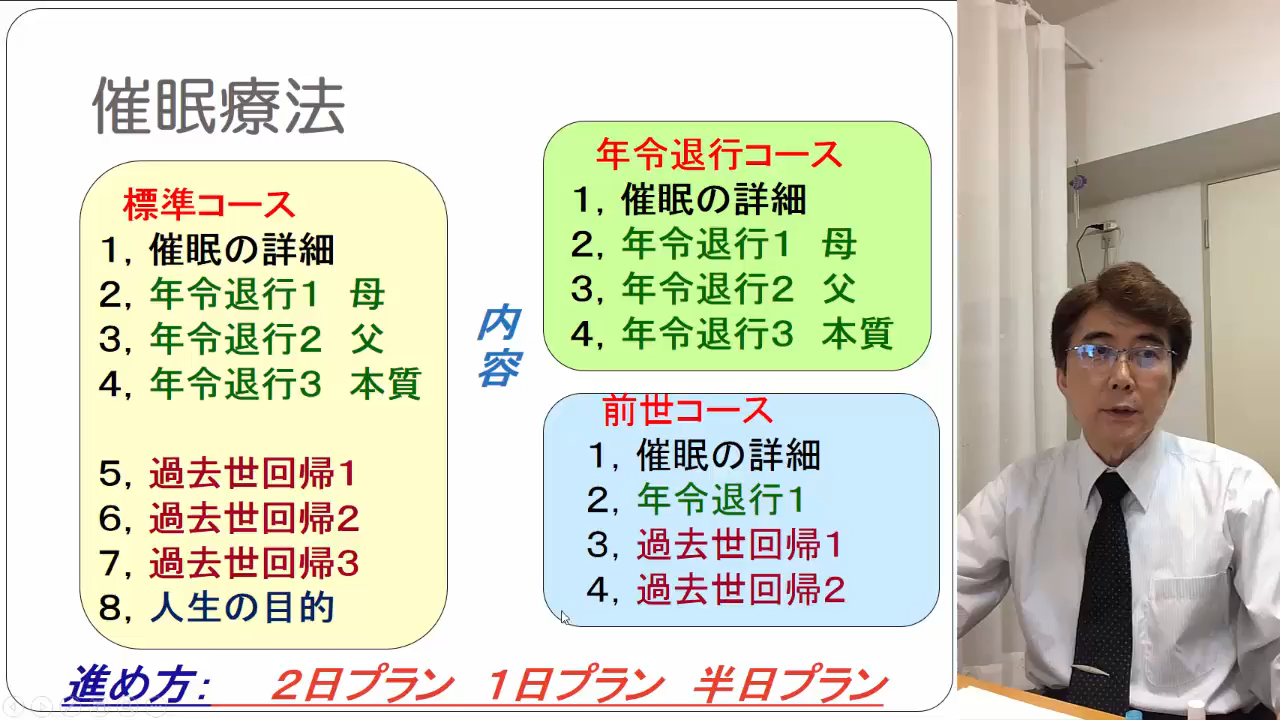 催眠療法
標準コース
1, 催眠の詳細
2, 年令退行1 母
3, 年令退行2 父
4, 年令退行3 本質
5, 過去世回帰1
6, 過去世回帰2
7, 過去世回帰3
8, 人生の目的
内
容
年令退行コース
1, 催眠の詳細
2, 年令退行1 母
3, 年令退行2 父
4, 年令退行3 本質
前世コース
1, 催眠の詳細
2, 年令退行1
3, 過去世回帰1
4, 過去世回帰2
進め方: 2日プラン 1日プラン 半日プラン